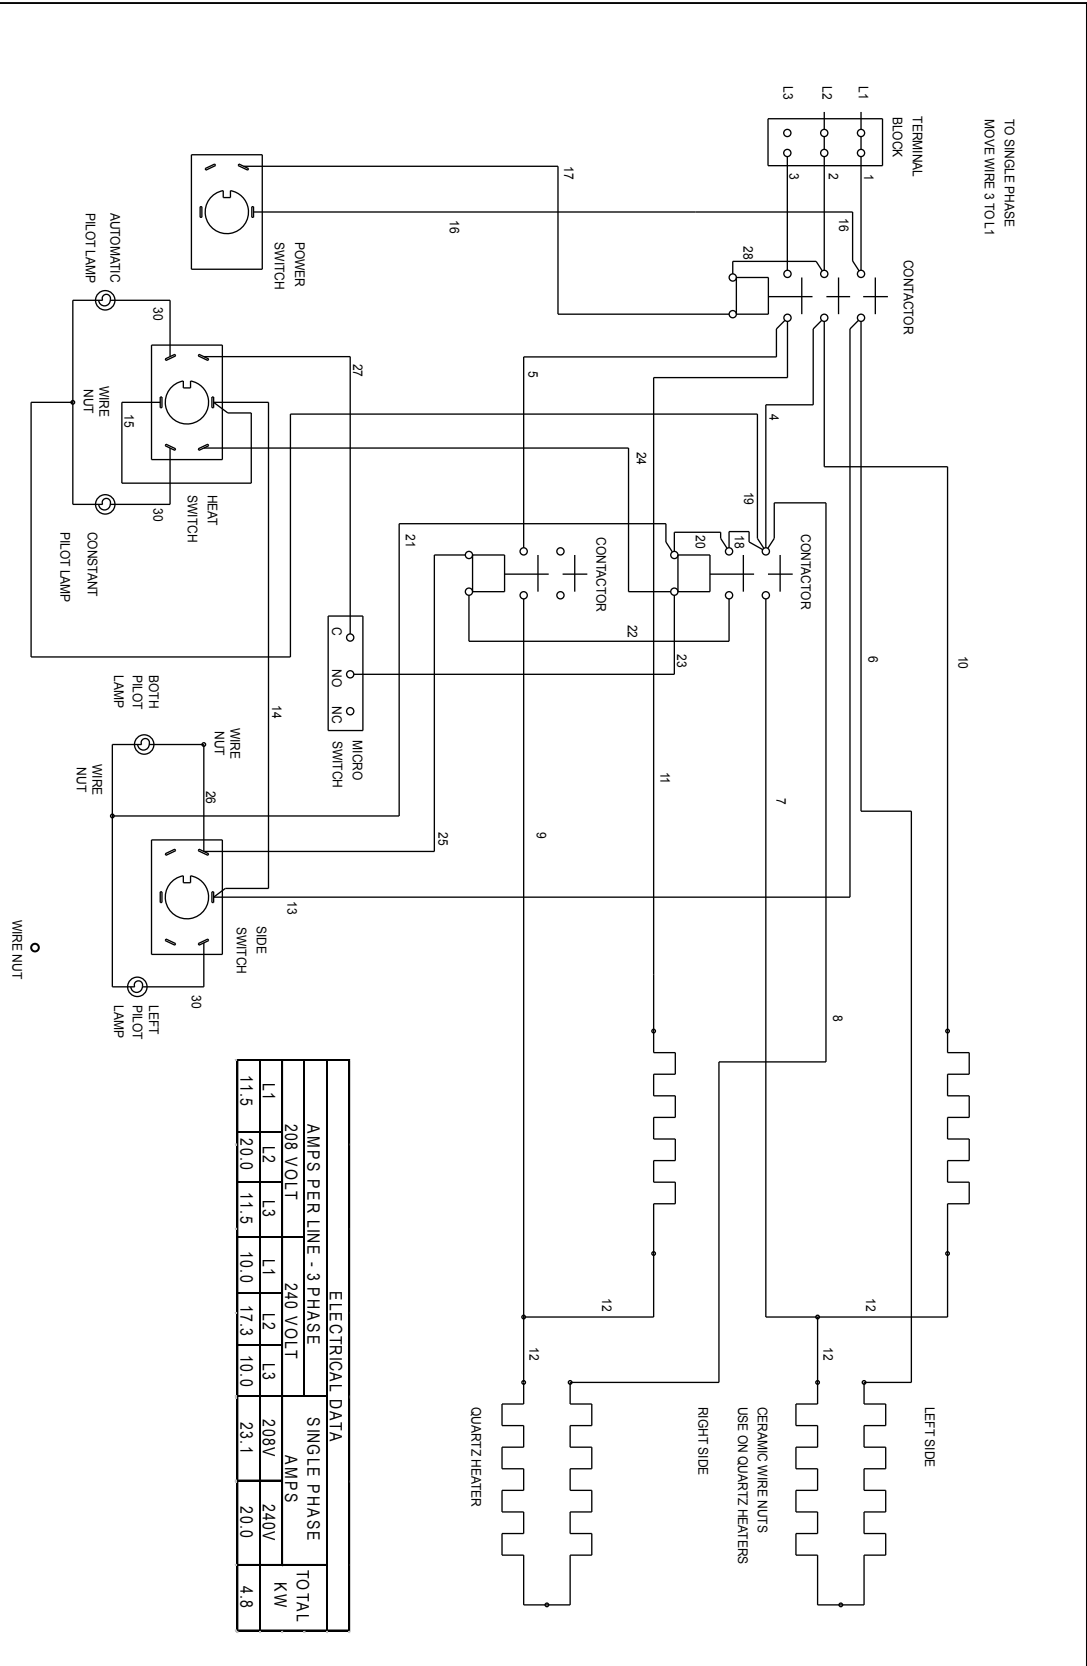 TO SINGLE PHASE
MOVE WIRE 3 TO L1
L1
L2
L3
TERMINAL
BLOCK
1
2
3
16
28
CONTACTOR
17
16
POWER
SWITCH
AUTOMATIC
PILOT LAMP
30
27
WIRE
NUT
15
HEAT
SWITCH
30
CONSTANT
PILOT LAMP
5
4
24
19
21
20
18
CONTACTOR
CONTACTOR
22
23
C
NO
NC
MICRO
SWITCH
14
BOTH
PILOT
LAMP
WIRE
NUT
WIRE
NUT
26
25
13
SIDE
SWITCH
LEFT
PILOT
LAMP
30
WIRE NUT
10
6
11
7
9
8
12
12
12
12
LEFT SIDE
CERAMIC WIRE NUTS
USE ON QUARTZ HEATERS
RIGHT SIDE
QUARTZ HEATER
ELECTRICAL DATA
AMPS PER LINE - 3 PHASE
SINGLE PHASE
AMPS
TOTAL
KW
208 VOLT
240 VOLT
L1 L2 L3 L1 L2 L3 208V 240V
11.5 20.0 11.5 10.0 17.3 10.0 23.1 20.0 4.8